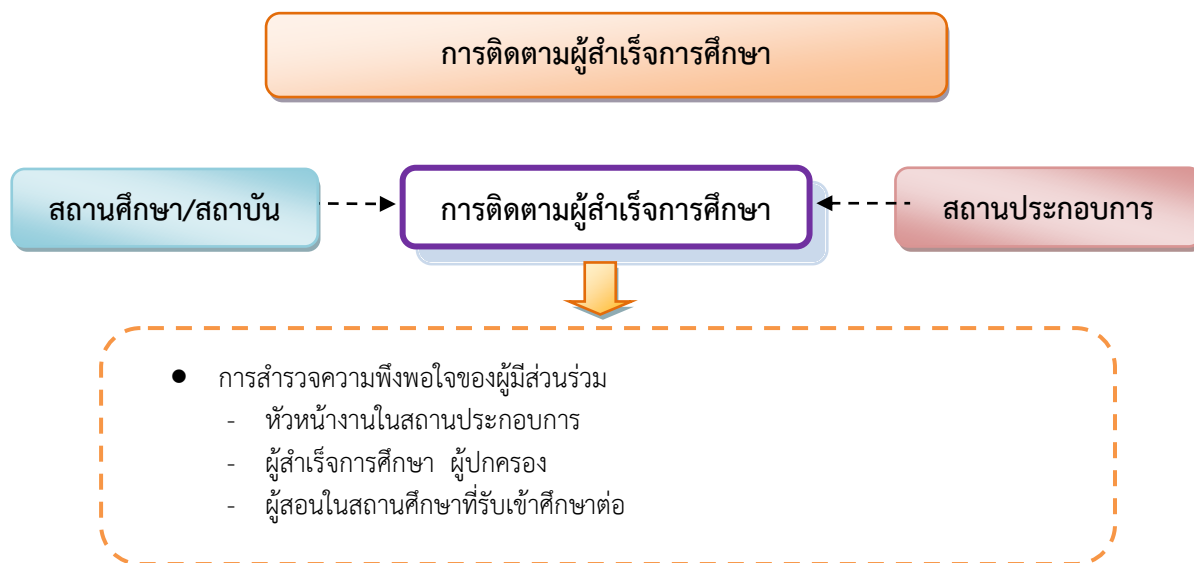 การติดตามผู้สำเร็จการศึกษา
สถานศึกษา/สถาบัน
การติดตามผู้สำเร็จการศึกษา
สถานประกอบการ
● การสำรวจความพึงพอใจของผู้มีส่วนร่วม
- หัวหน้างานในสถานประกอบการ
- ผู้สำเร็จการศึกษา ผู้ปกครอง
- ผู้สอนในสถานศึกษาที่รับเข้าศึกษาต่อ